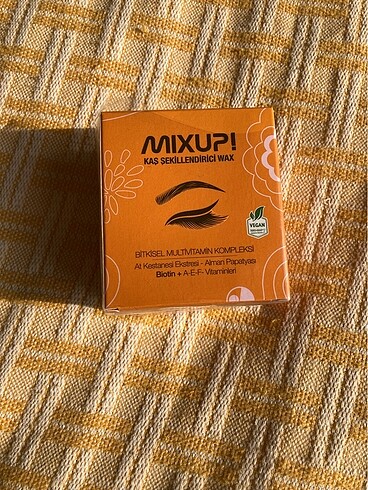 MIXUP!
KAŞ ŞEKİLLENDİRİCİ WAX
VEGAN
BİTKİSEL MULTİVİTAMİN KOMPLEKSİ
At Kestanesi Ekstresi - Alman Papatyası
Biotin + A-E-F- Vitaminleri